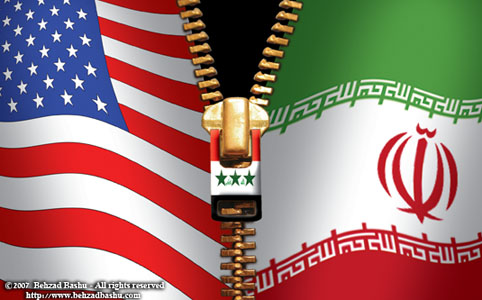 © 2007. Behzad Bashu - All rights reserved
http://www.behzadbashu.com